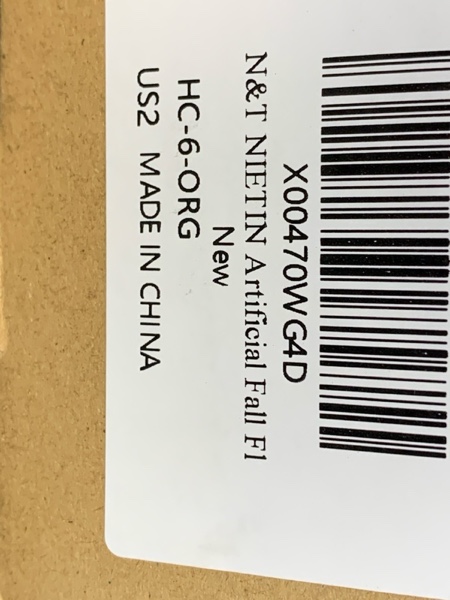 X00470WG4D
N&T NIETIN Artificial Fall Fl
New
HC-6-ORG
US2 MADE IN CHINA